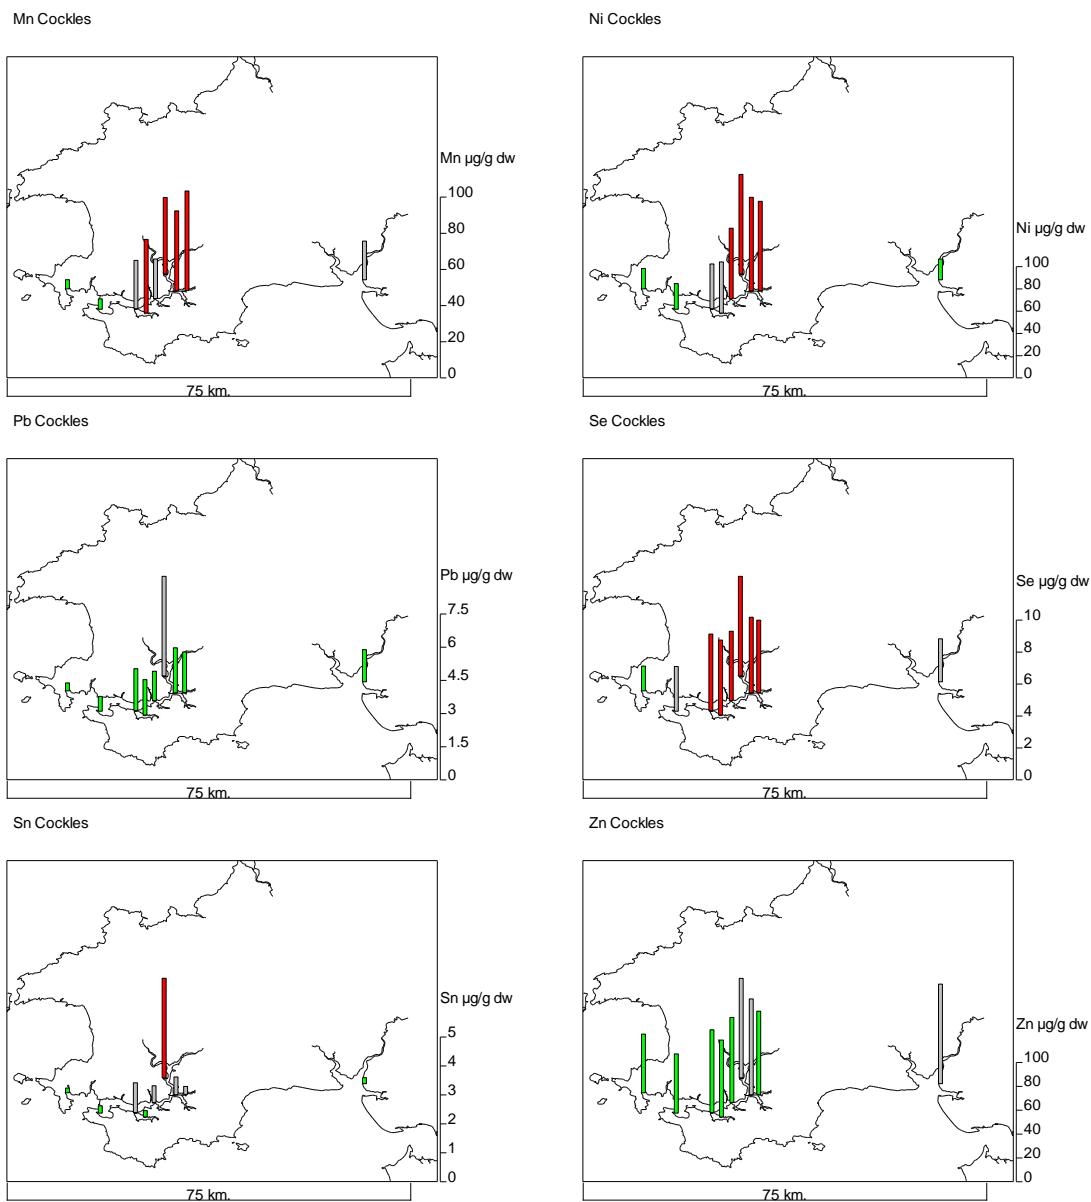 Mn Cockles
Ni Cockles
Mn µg/g dw
100
80
60
40
20
0
75 km.
Ni µg/g dw
100
80
60
40
20
0
75 km.
Pb Cockles
Se Cockles
Pb µg/g dw
7.5
6
4.5
3
1.5
0
75 km.
Se µg/g dw
10
8
6
4
2
0
75 km.
Sn Cockles
Zn Cockles
Sn µg/g dw
5
4
3
2
1
0
75 km.
Zn µg/g dw
100
80
60
40
20
0
75 km.